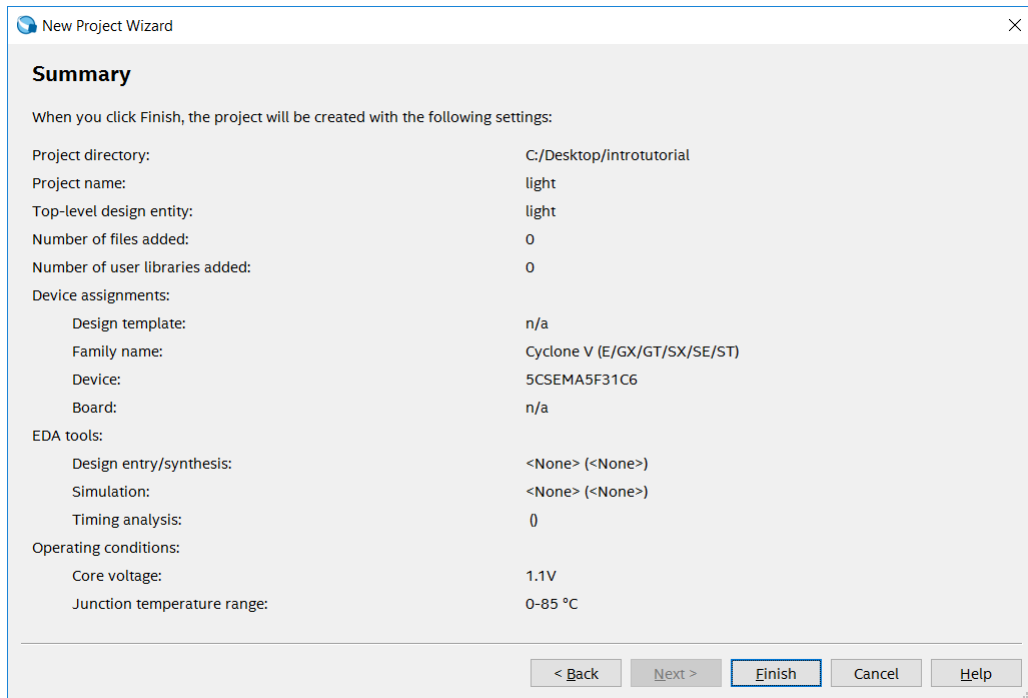 New Project Wizard
Summary
When you click Finish, the project will be created with the following settings:
Project directory: C:/Desktop/introtutorial
Project name: light
Top-level design entity: light
Number of files added: 0
Number of user libraries added: 0
Device assignments:
Design template: n/a
Family name: Cyclone V (E/GX/GT/SX/SE/ST)
Device: 5CSEMA5F31C6
Board: n/a
EDA tools:
Design entry/synthesis: <None> (<None>)
Simulation: <None> (<None>)
Timing analysis: ()
Operating conditions:
Core voltage: 1.1V
Junction temperature range: 0-85 ºC
< Back Next > Finish Cancel Help